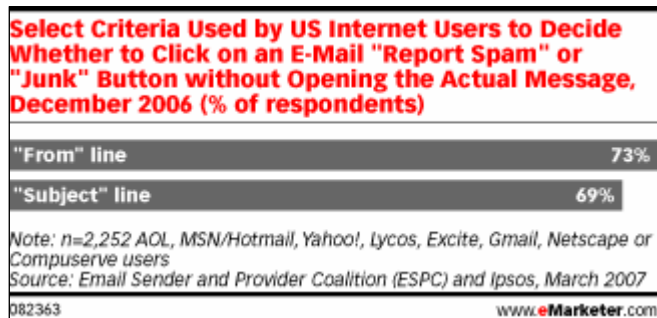 Select Criteria Used by US Internet Users to Decide
Whether to Click on an E-Mail "Report Spam" or
"Junk" Button without Opening the Actual Message,
December 2006 (% of respondents)
"From" line 73%
"Subject" line 69%
Note: n=2,252 AOL, MSN/Hotmail, Yahoo!, Lycos, Excite, Gmail, Netscape or
Compuserve users
Source: Email Sender and Provider Coalition (ESPC) and Ipsos, March 2007
082363 www.eMarketer.com